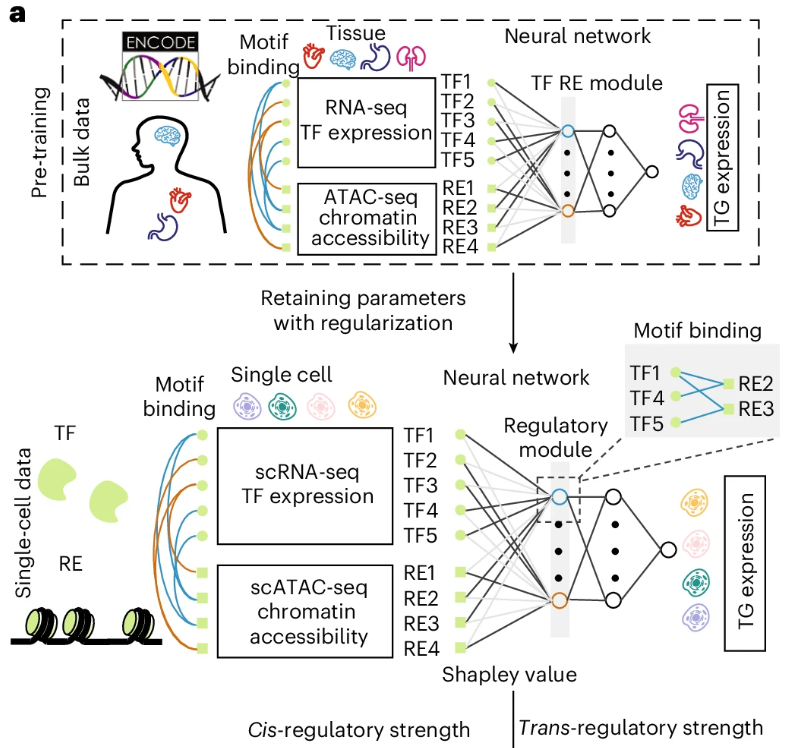 a
ENCODE
Pre-training
Bulk data
Motif
binding
Tissue
RNA-seq
TF expression
ATAC-seq
chromatin
accessibility
TF1
TF2
TF3
TF4
TF5
RE1
RE2
RE3
RE4
Neural network
TF RE module
TG expression
Retaining parameters
with regularization
Motif binding
TF1
TF4
TF5
RE2
RE3
Single-cell data
TF
RE
Motif
binding
Single cell
scRNA-seq
TF expression
scATAC-seq
chromatin
accessibility
TF1
TF2
TF3
TF4
TF5
RE1
RE2
RE3
RE4
Neural network
Regulatory
module
TG expression
Shapley value
Cis-regulatory strength
Trans-regulatory strength